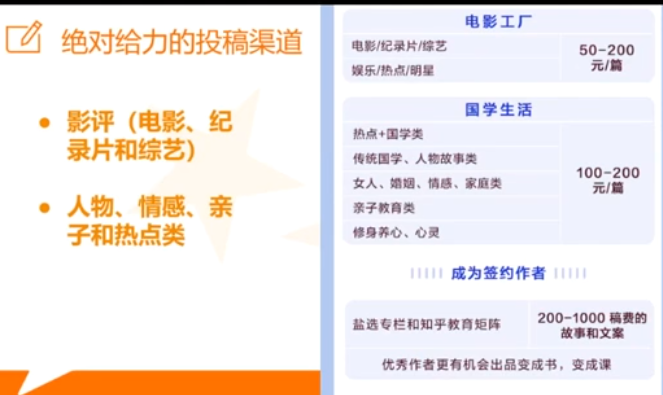 绝对给力的投稿渠道
影评（电影、纪
录片和综艺）
人物、情感、亲
子和热点类
电影工厂
电影/纪录片/综艺
娱乐/热点/明星
50-200
元/篇
国学生活
热点+国学类
传统国学、人物故事类
女人、婚姻、情感、家庭类
亲子教育类
修身养心、心灵
100-200
元/篇
成为签约作者
盐选专栏和知乎教育矩阵
200-1000 稿费的
故事和文案
优秀作者更有机会出品变成书，变成课